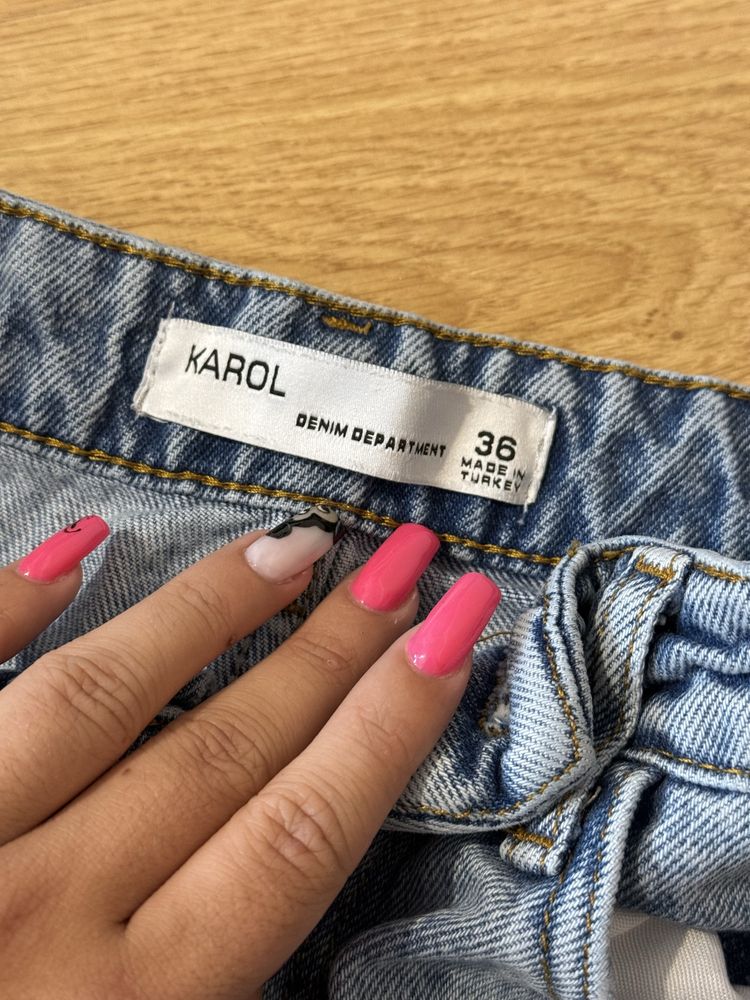 KAROL
DENIM DEPARTMENT
36
MADE IN
TURKEY